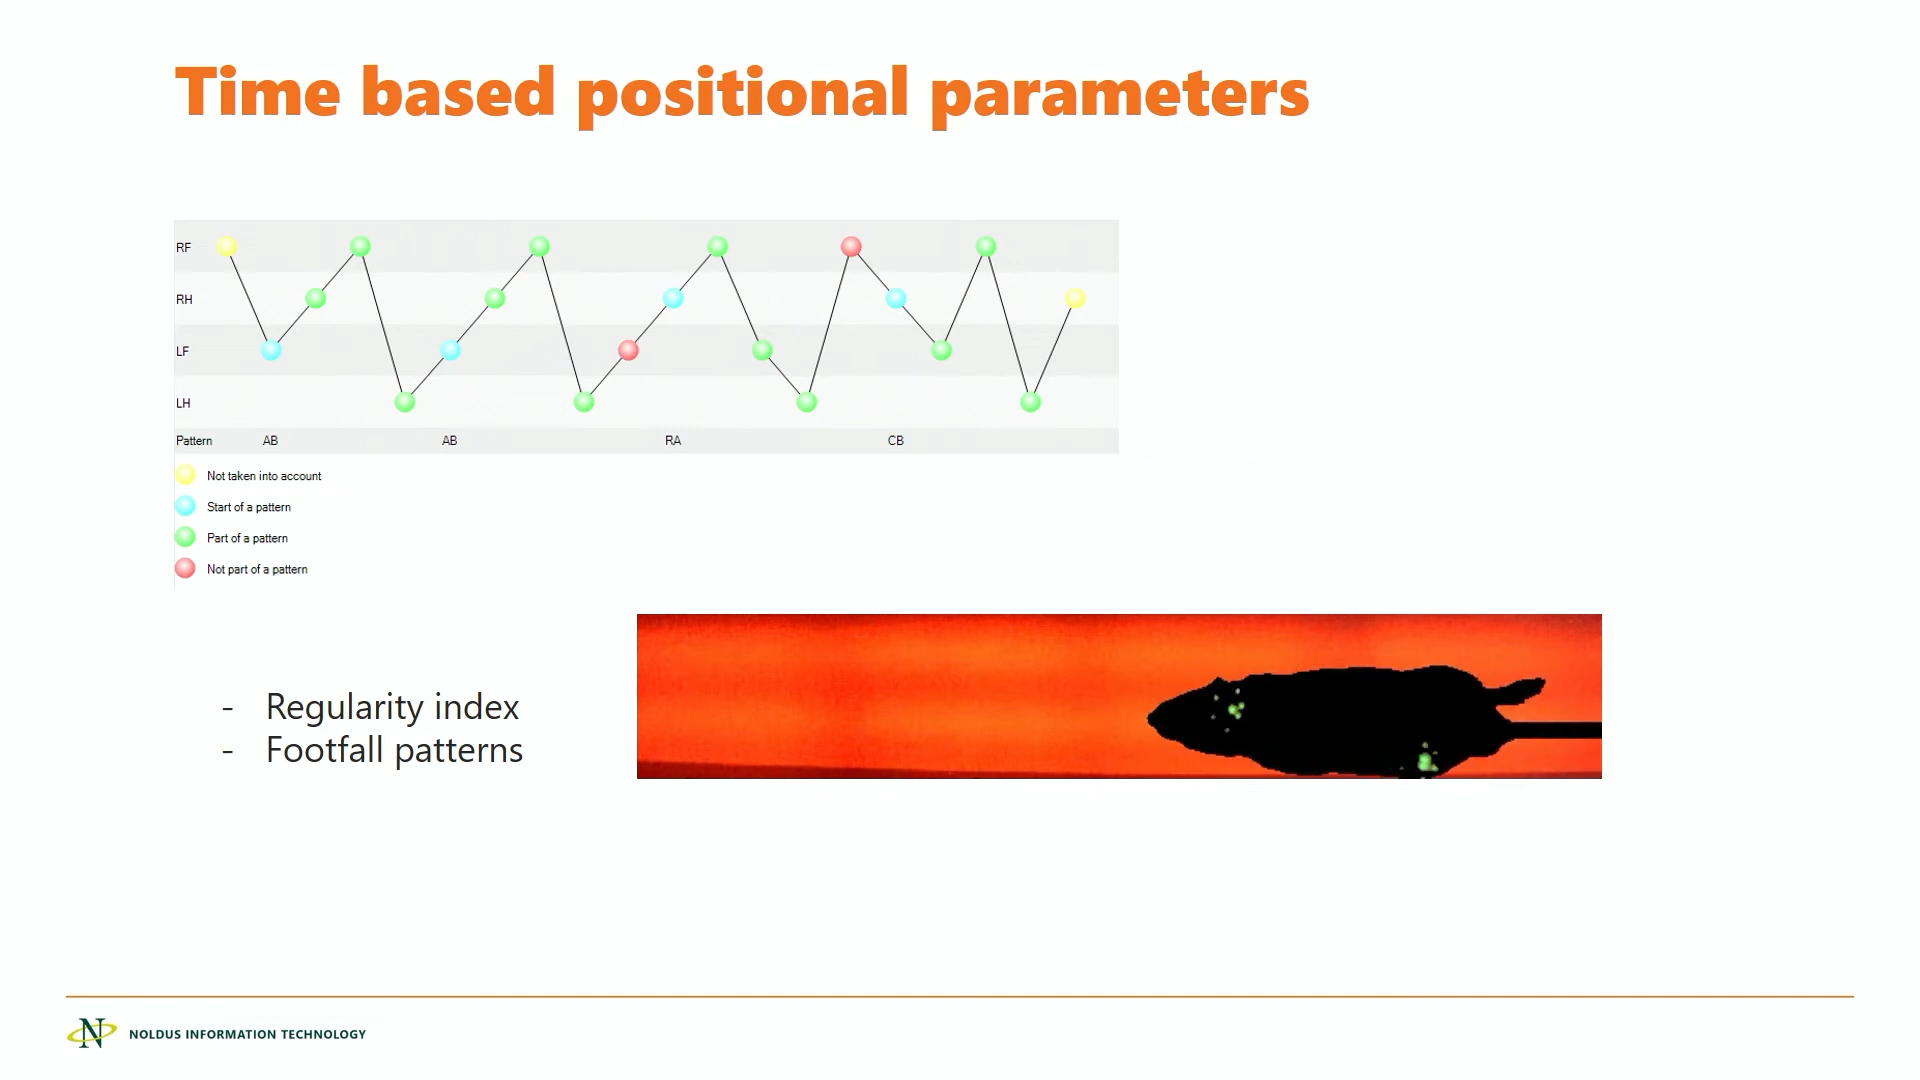 Time based positional parameters
RF
RH
LF
LH
Pattern AB AB RA CB
Not taken into account
Start of a pattern
Part of a pattern
Not part of a pattern
- Regularity index
- Footfall patterns
N NOLDUS INFORMATION TECHNOLOGY